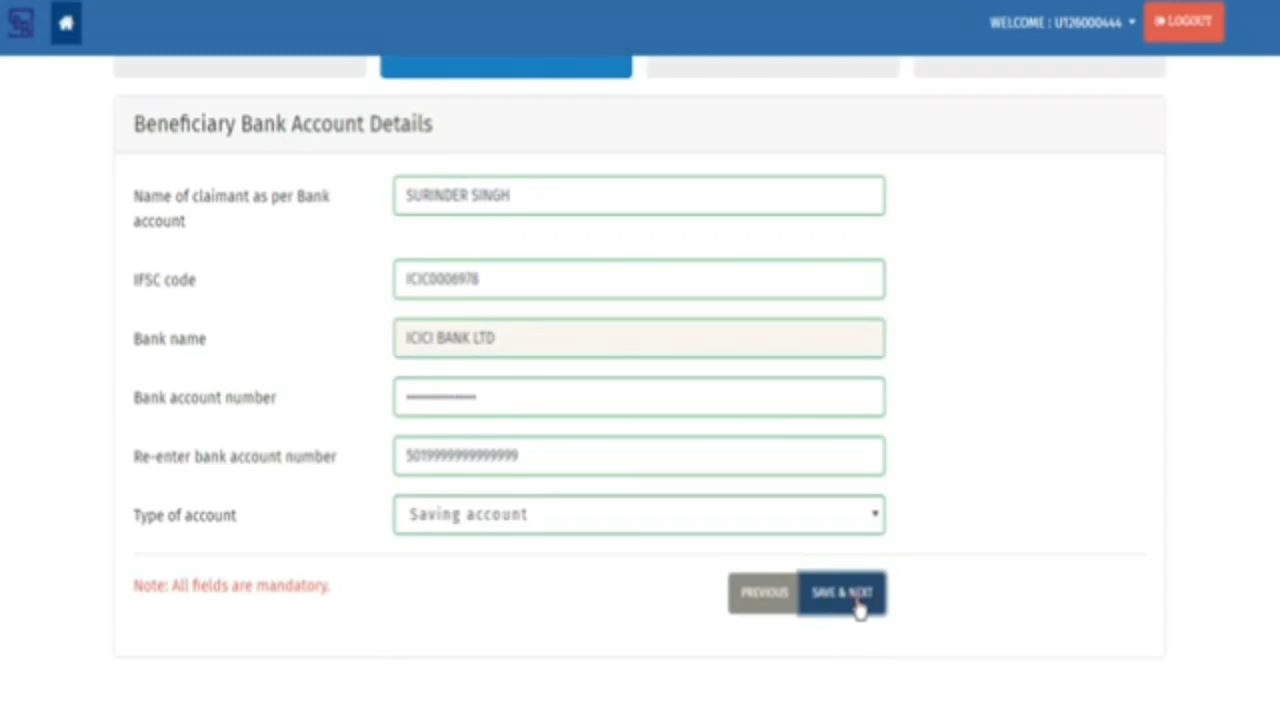 WELCOME : U126000444
LOGOUT
Beneficiary Bank Account Details
Name of claimant as per Bank account
SURINDER SINGH
IFSC code
ICIC0006978
Bank name
ICICI BANK LTD
Bank account number
Re-enter bank account number
5019999999999999
Type of account
Saving account
Note: All fields are mandatory.
PREVIOUS
SAVE & NEXT